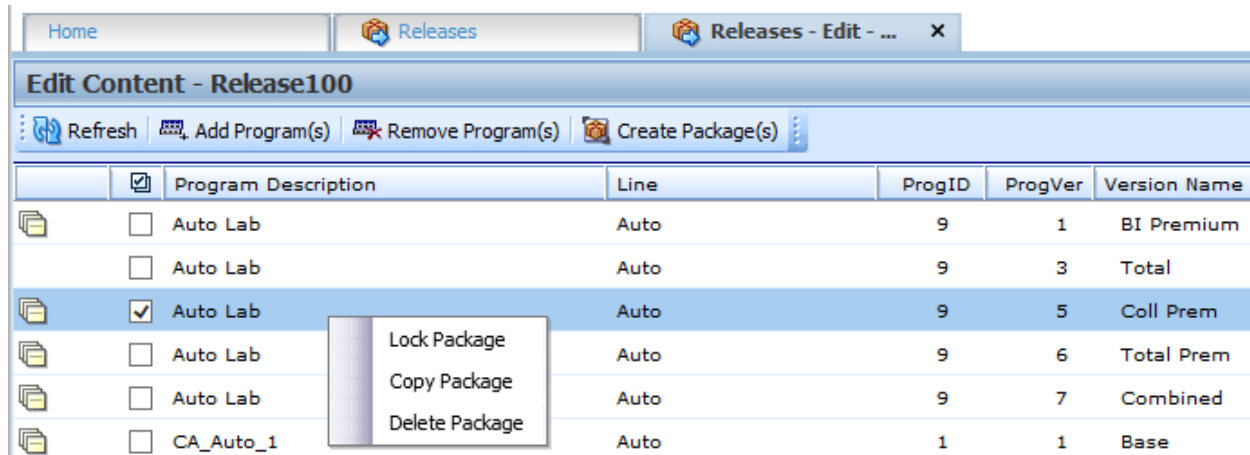 Home Releases Releases - Edit - ... ×
Edit Content - Release100
Refresh Add Program(s) Remove Program(s) Create Package(s)
Program Description Line ProgID ProgVer Version Name
Auto Lab Auto 9 1 BI Premium
Auto Lab Auto 9 3 Total
Auto Lab Auto 9 5 Coll Prem
Lock Package
Auto Lab Auto 9 6 Total Prem
Copy Package
Auto Lab Auto 9 7 Combined
Delete Package
CA_Auto_1 Auto 1 1 Base